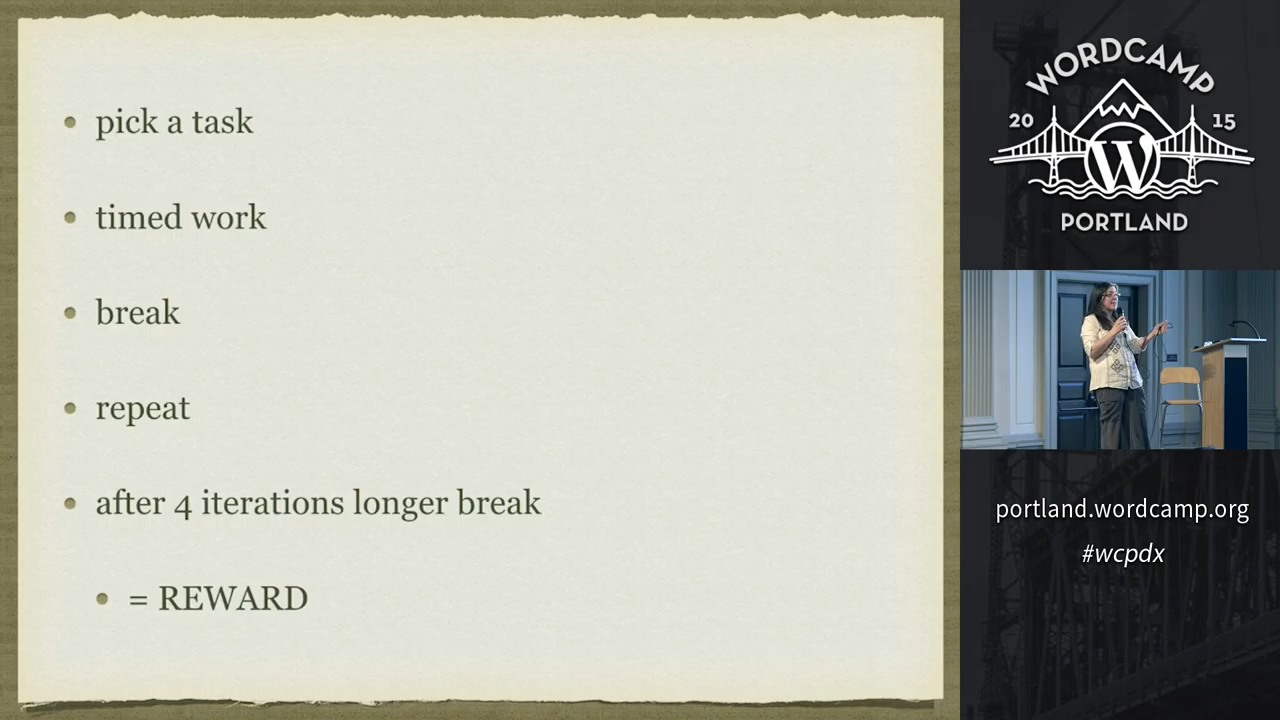 pick a task
timed work
break
repeat
after 4 iterations longer break
= REWARD
WORDCAMP
20 15
W
PORTLAND
portland.wordcamp.org
#wcpdx